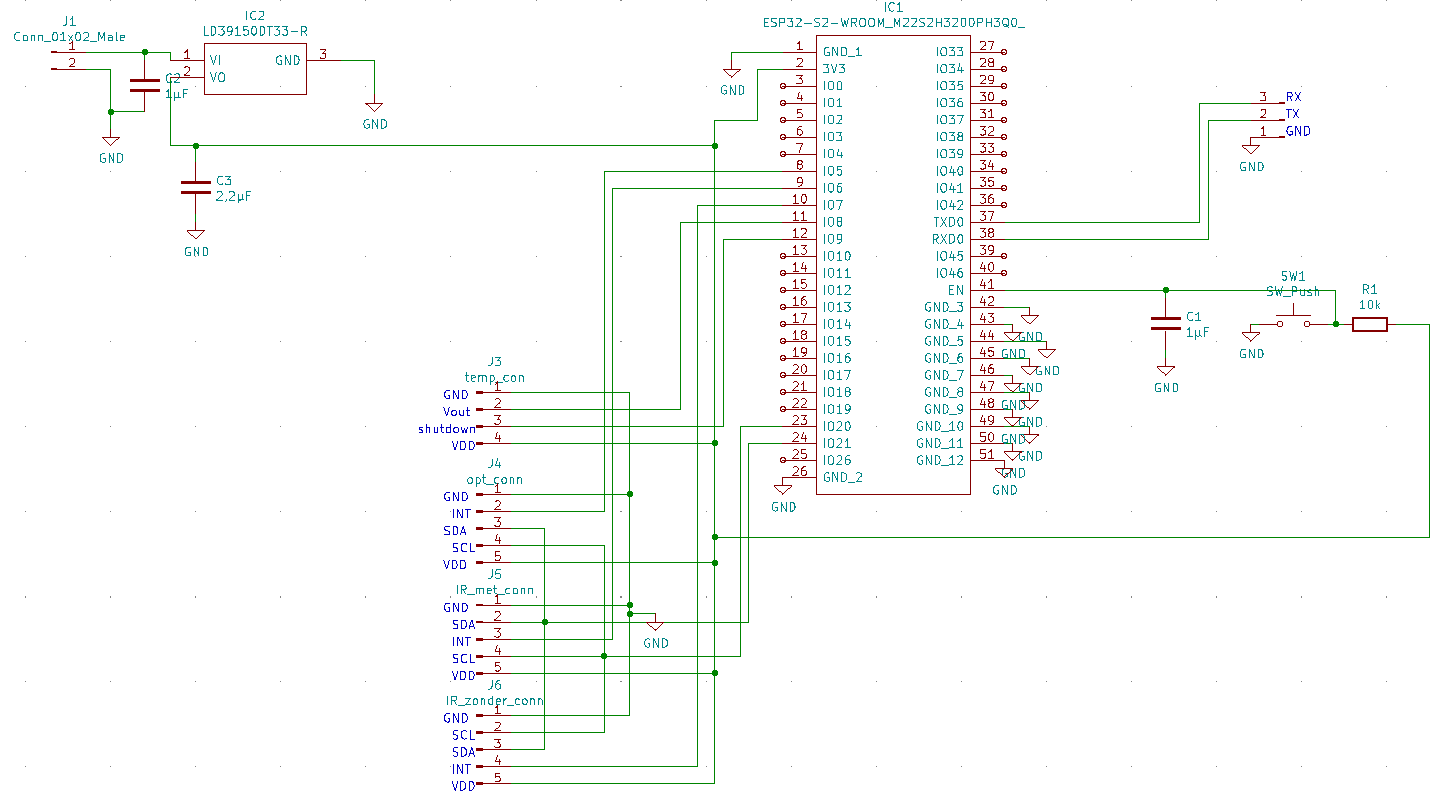 J1
Conn_01x02_Male
1
2
C2
1µF
GND
IC2
LD39150DT33-R
1 VI
2 VO
GND 3
GND
C3
2,2µF
GND
IC1
ESP32-S2-WROOM_M22S2H3200PH3Q0_
GND
1 GND_1
2 3V3
3 IO0
4 IO1
5 IO2
6 IO3
7 IO4
8 IO5
9 IO6
10 IO7
11 IO8
12 IO9
13 IO10
14 IO11
15 IO12
16 IO13
17 IO14
18 IO15
19 IO16
20 IO17
21 IO18
22 IO19
23 IO20
24 IO21
25 IO26
26 GND_2
GND
IO33 27
IO34 28
IO35 29
IO36 30
IO37 31
IO38 32
IO39 33
IO40 34
IO41 35
IO42 36
TXD0 37
RXD0 38
IO45 39
IO46 40
EN 41
GND_3 42
GND_4 43
GND_5 44
GND_6 45
GND_7 46
GND_8 47
GND_9 48
GND_10 49
GND_11 50
GND_12 51
GND
GND
GND
GND
GND
GND
GND
GND
GND
GND
3 RX
2 TX
1 GND
GND
SW1
SW_Push
GND
R1
10k
C1
1µF
GND
J3
temp_con
GND 1
Vout 2
shutdown 3
VDD 4
J4
opt_conn
GND 1
INT 2
SDA 3
SCL 4
VDD 5
J5
IR_met_conn
GND 1
SDA 2
INT 3
SCL 4
VDD 5
GND
J6
IR_zonder_conn
GND 1
SCL 2
SDA 3
INT 4
VDD 5